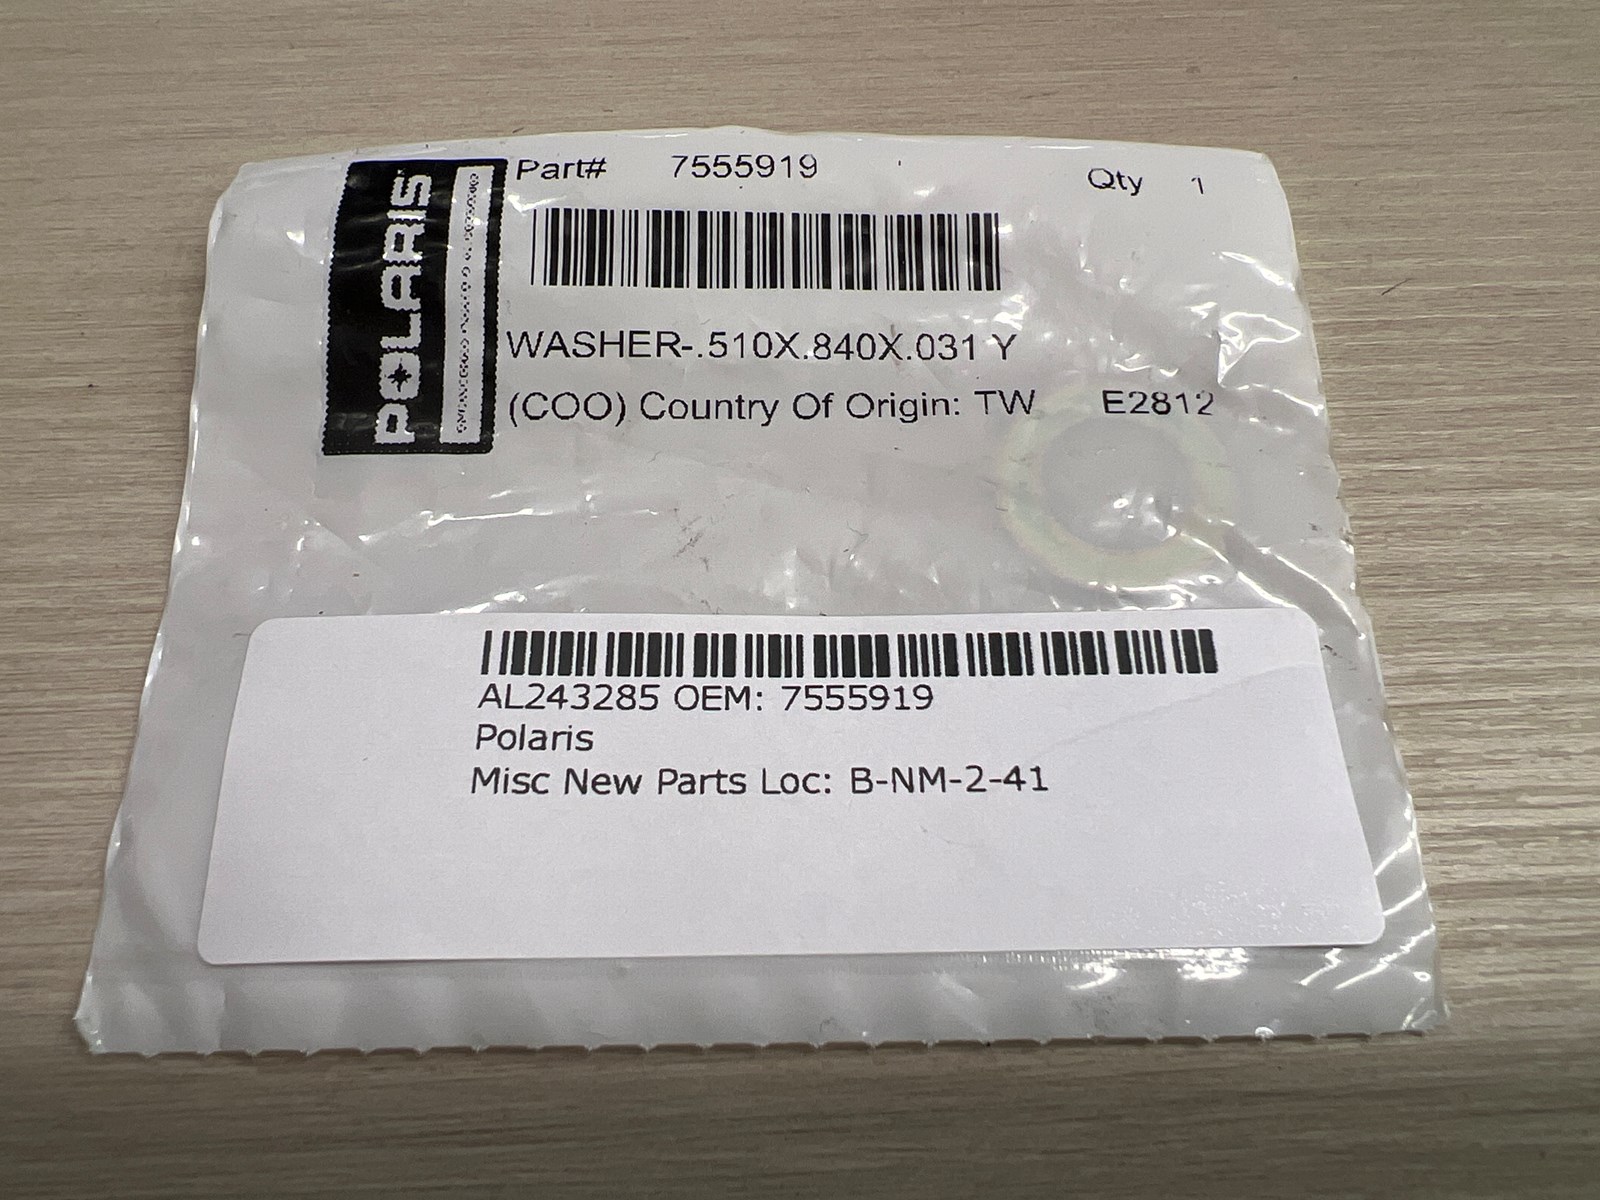 POLARIS
Part# 7555919 Qty 1
WASHER-.510X.840X.031 Y
(COO) Country Of Origin: TW E2812
AL243285 OEM: 7555919
Polaris
Misc New Parts Loc: B-NM-2-41